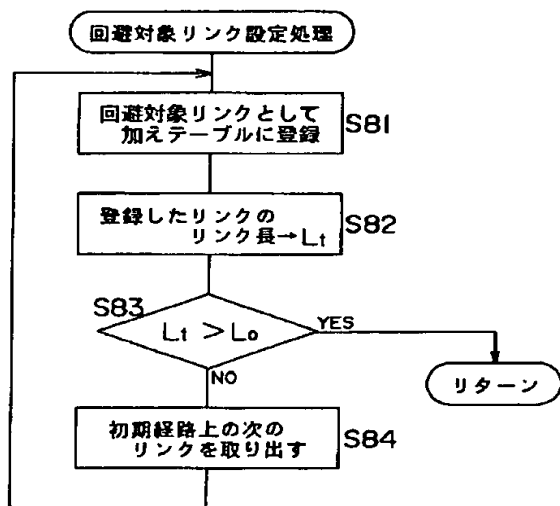 回避対象リンク設定処理
回避対象リンクとして
加えテーブルに登録
S81
登録したリンクの
リンク長→Lt
S82
S83
Lt >Lo
YES
NO
リターン
初期経路上の次の
リンクを取り出す
S84